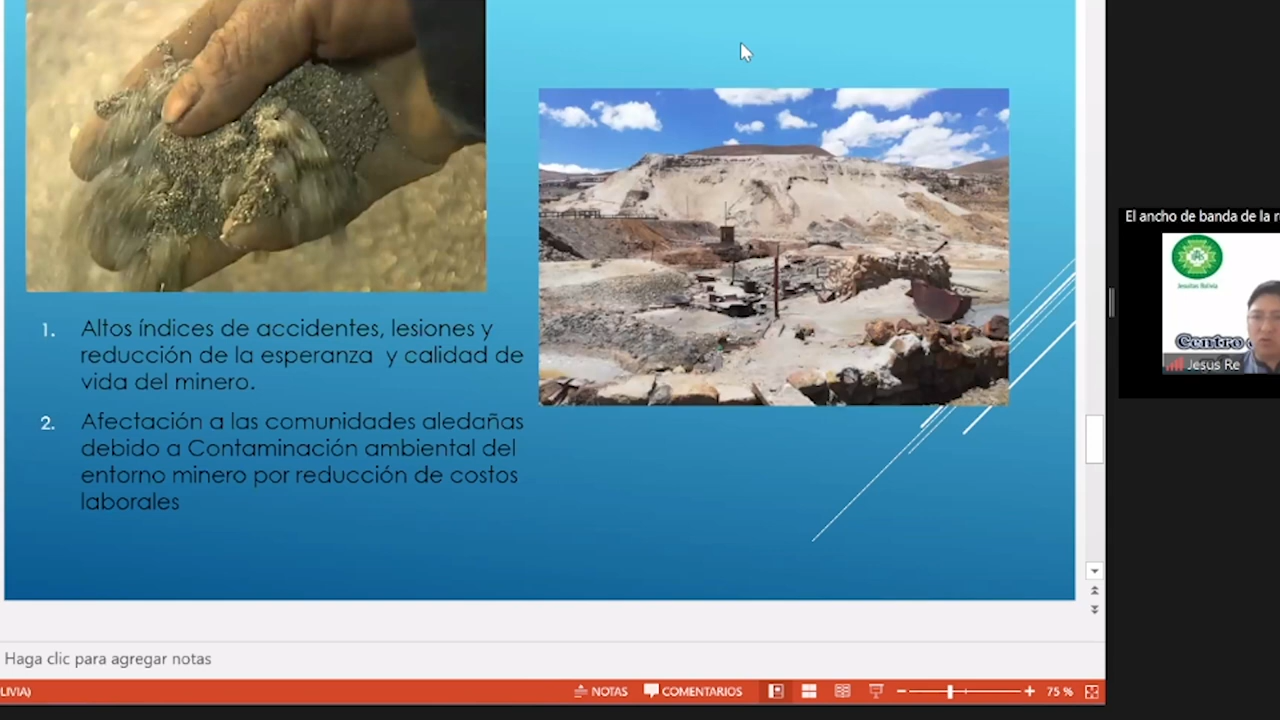 1. Altos índices de accidentes, lesiones y
reducción de la esperanza y calidad de
vida del minero.
2. Afectación a las comunidades aledañas
debido a Contaminación ambiental del
entorno minero por reducción de costos
laborales
El ancho de banda de la
Jesuitas Bolivia
Centro
Jesus Re
Haga clic para agregar notas
LIVIA)
NOTAS
COMENTARIOS
75 %